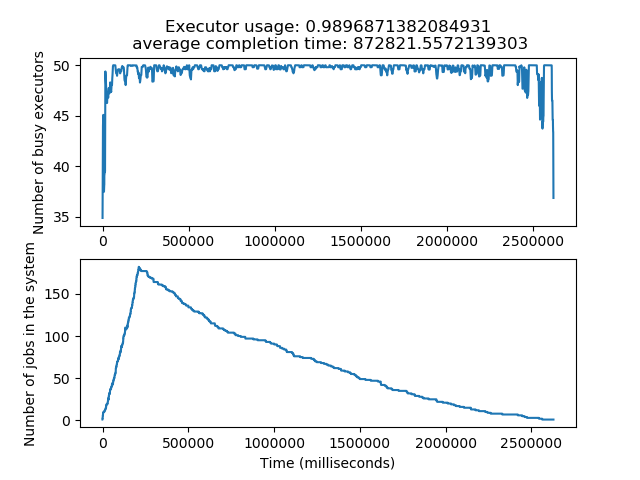 Executor usage: 0.9896871382084931
average completion time: 872821.5572139303
Number of busy executors
50
45
40
35
0 500000 1000000 1500000 2000000 2500000
Number of jobs in the system
150
100
50
0
0 500000 1000000 1500000 2000000 2500000
Time (milliseconds)